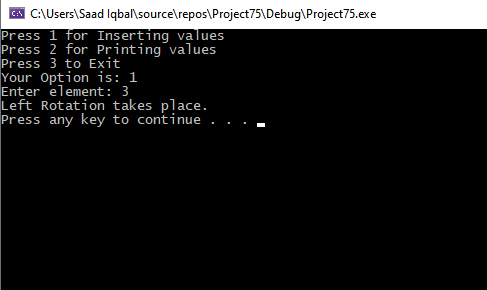 C:\Users\Saad Iqbal\source\repos\Project75\Debug\Project75.exe
Press 1 for Inserting values
Press 2 for Printing values
Press 3 to Exit
Your Option is: 1
Enter element: 3
Left Rotation takes place.
Press any key to continue . . .